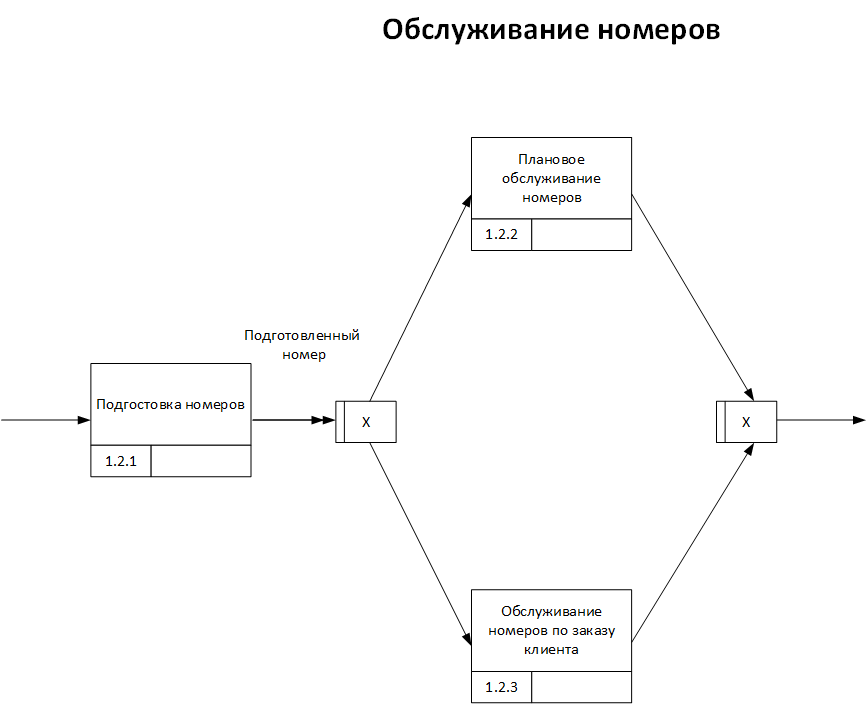 Обслуживание номеров
Плановое
обслуживание
номеров
1.2.2
Подготовленный
номер
Подгостовка номеров
1.2.1
X
X
Обслуживание
номеров по заказу
клиента
1.2.3